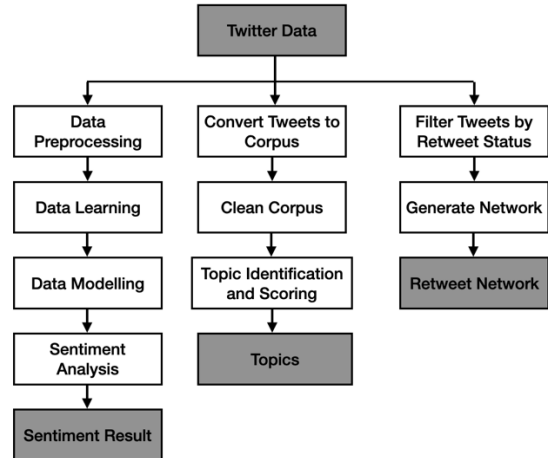 Twitter Data
Data
Preprocessing
Data Learning
Data Modelling
Sentiment
Analysis
Sentiment Result
Convert Tweets to
Corpus
Clean Corpus
Topic Identification
and Scoring
Topics
Filter Tweets by
Retweet Status
Generate Network
Retweet Network